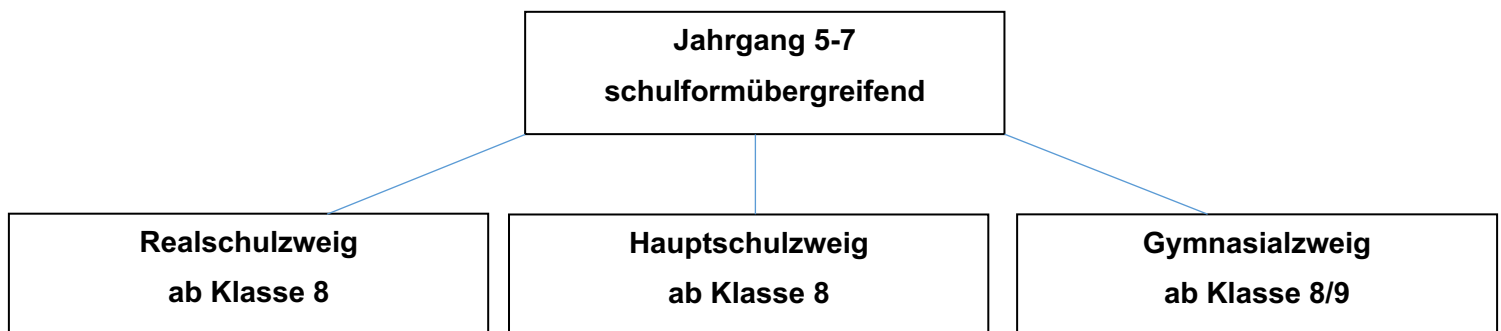 Jahrgang 5-7
schulformübergreifend
Realschulzweig
ab Klasse 8
Hauptschulzweig
ab Klasse 8
Gymnasialzweig
ab Klasse 8/9